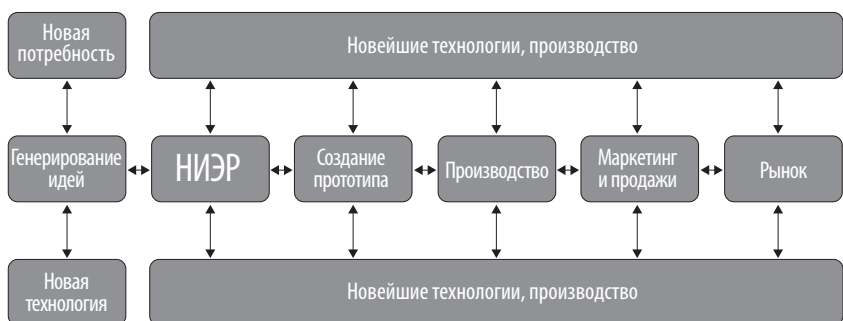 Новая
потребность
Новейшие технологии, производство
Генерирование
идей
НИЭР
Создание
прототипа
Производство
Маркетинг
и продажи
Рынок
Новая
технология
Новейшие технологии, производство